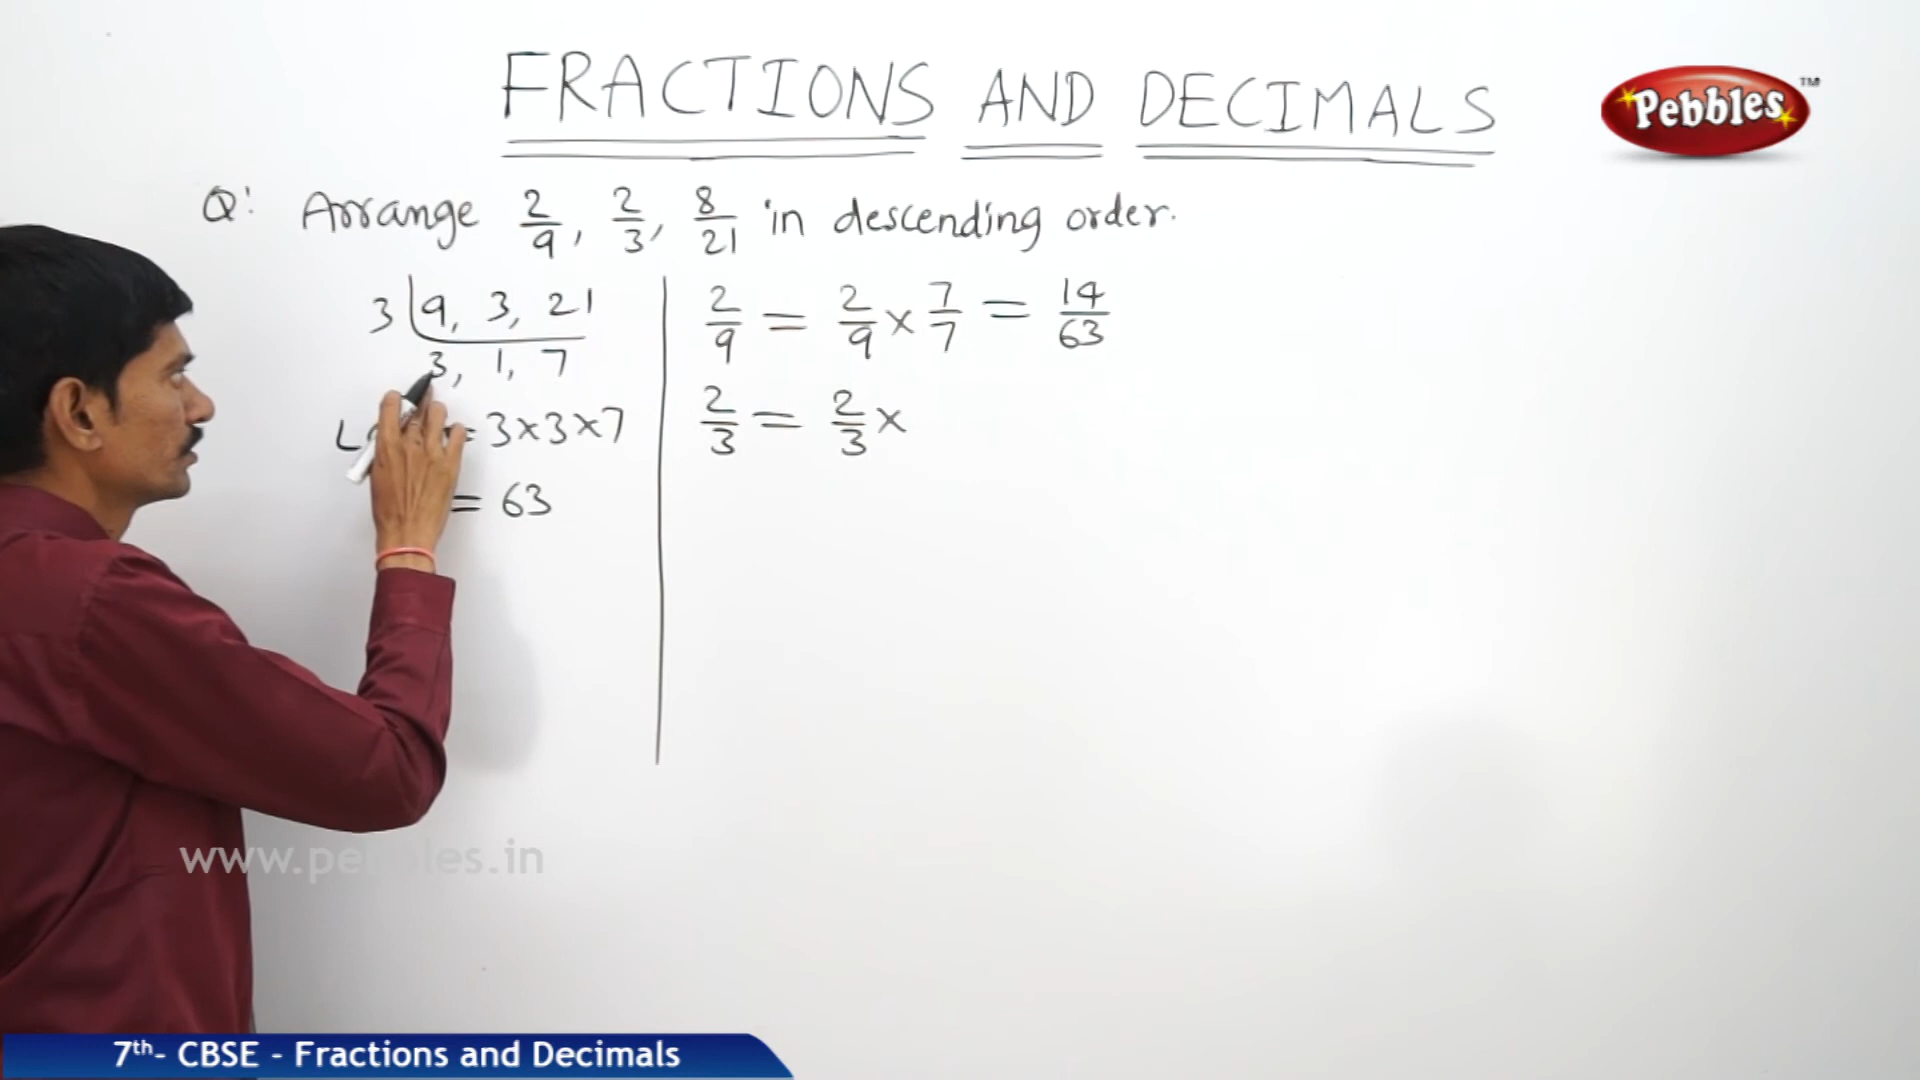 FRACTIONS AND DECIMALS
Pebbles™
Q: Arrange 2/9, 2/3, 8/21 in descending order.
3 | 9, 3, 21
3, 1, 7
= 3×3×7
= 63
2/9 = 2/9 × 7/7 = 14/63
2/3 = 2/3 ×
www.pebbles.in
7th- CBSE - Fractions and Decimals